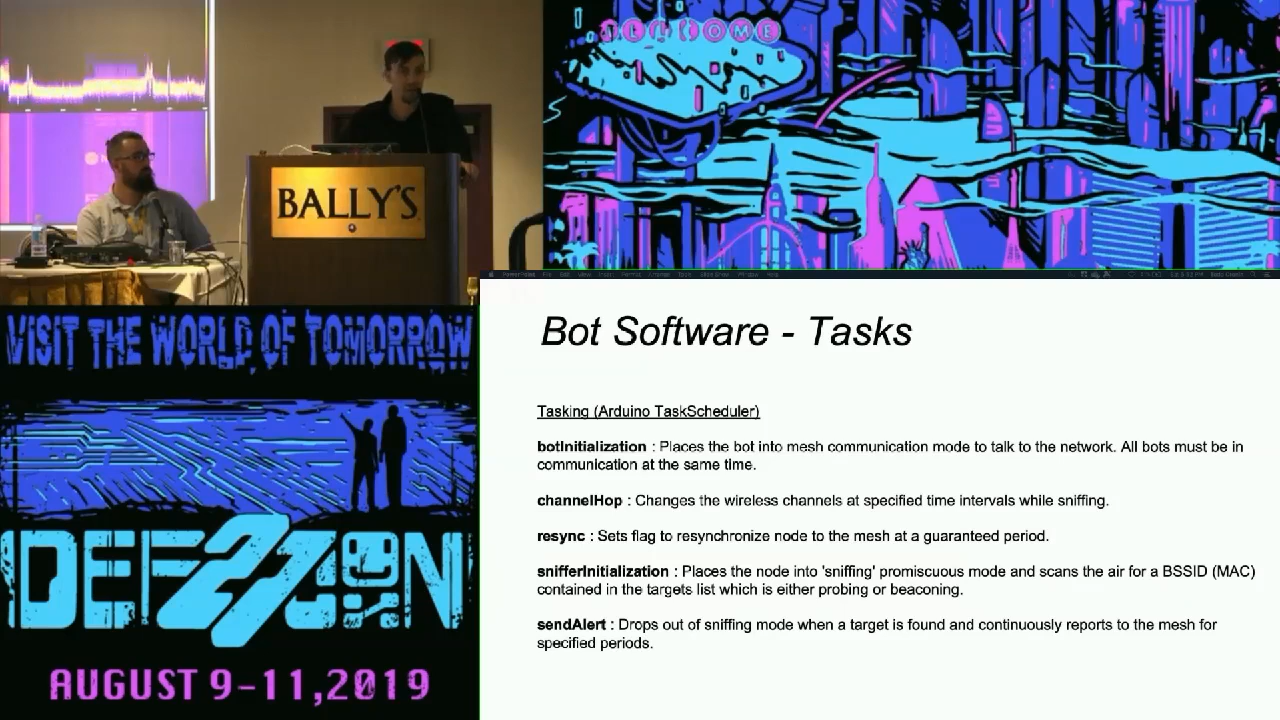 WELCOME
BALLY'S
VISIT THE WORLD OF TOMORROW
DEF CON
27
AUGUST 9-11, 2019
Bot Software - Tasks
Tasking (Arduino TaskScheduler)
botInitialization : Places the bot into mesh communication mode to talk to the network. All bots must be in
communication at the same time.
channelHop : Changes the wireless channels at specified time intervals while sniffing.
resync : Sets flag to resynchronize node to the mesh at a guaranteed period.
snifferInitialization : Places the node into 'sniffing' promiscuous mode and scans the air for a BSSID (MAC)
contained in the targets list which is either probing or beaconing.
sendAlert : Drops out of sniffing mode when a target is found and continuously reports to the mesh for
specified periods.